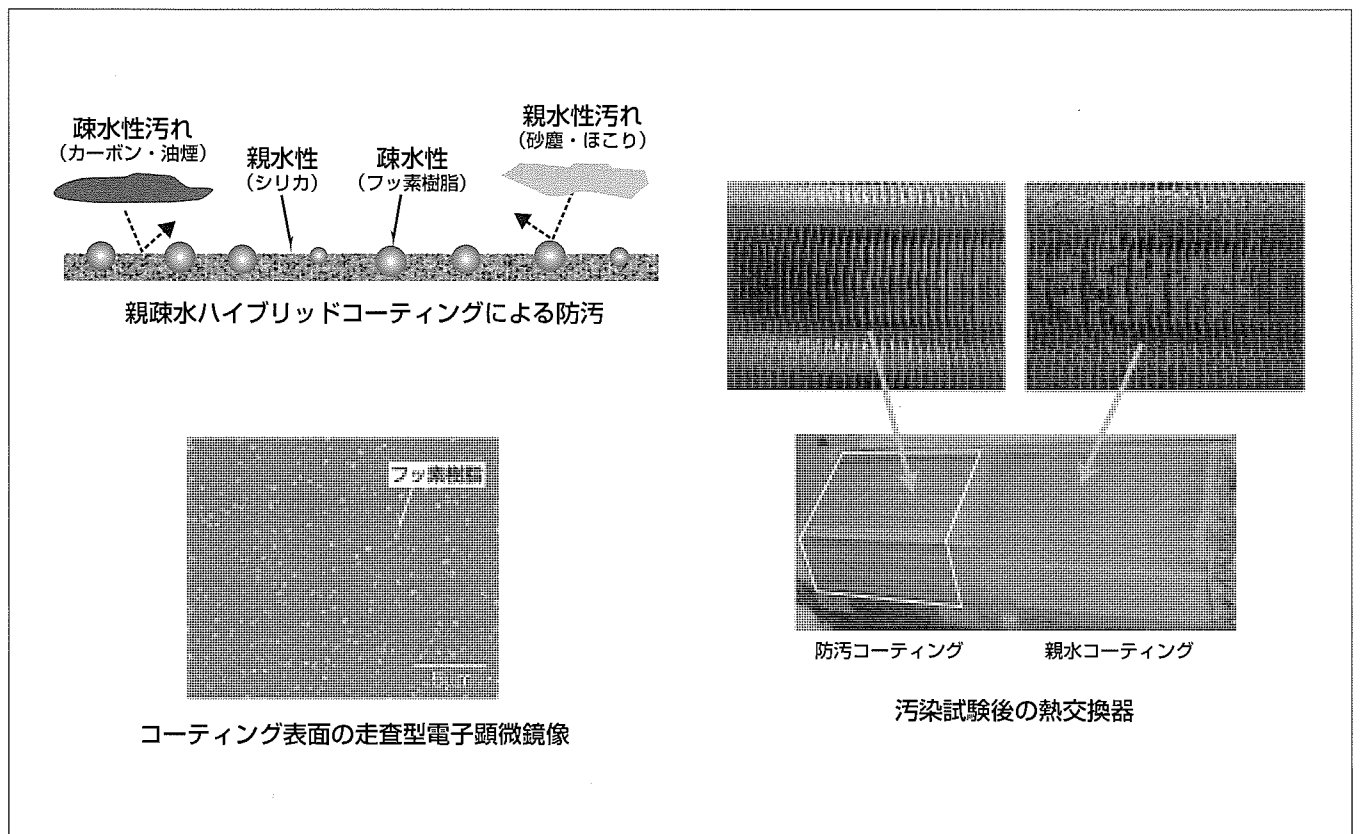 疎水性汚れ
（カーボン・油煙）
親水性
（シリカ）
疎水性
（フッ素樹脂）
親水性汚れ
（砂塵・ほこり）
親疎水ハイブリッドコーティングによる防汚
フッ素樹脂
コーティング表面の走査型電子顕微鏡像
防汚コーティング
親水コーティング
汚染試験後の熱交換器